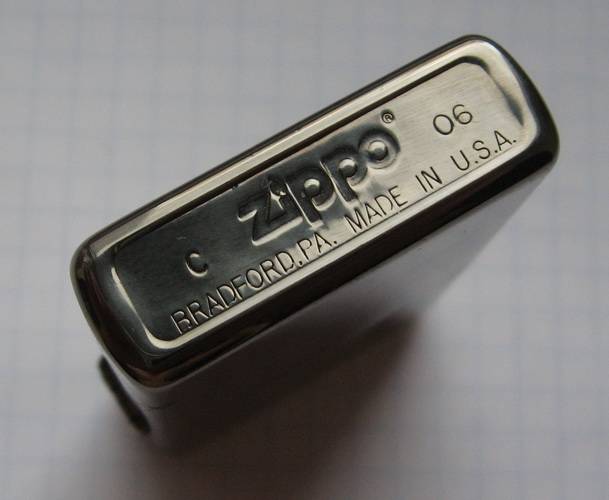 C Zippo® 06
BRADFORD, PA. MADE IN U.S.A.